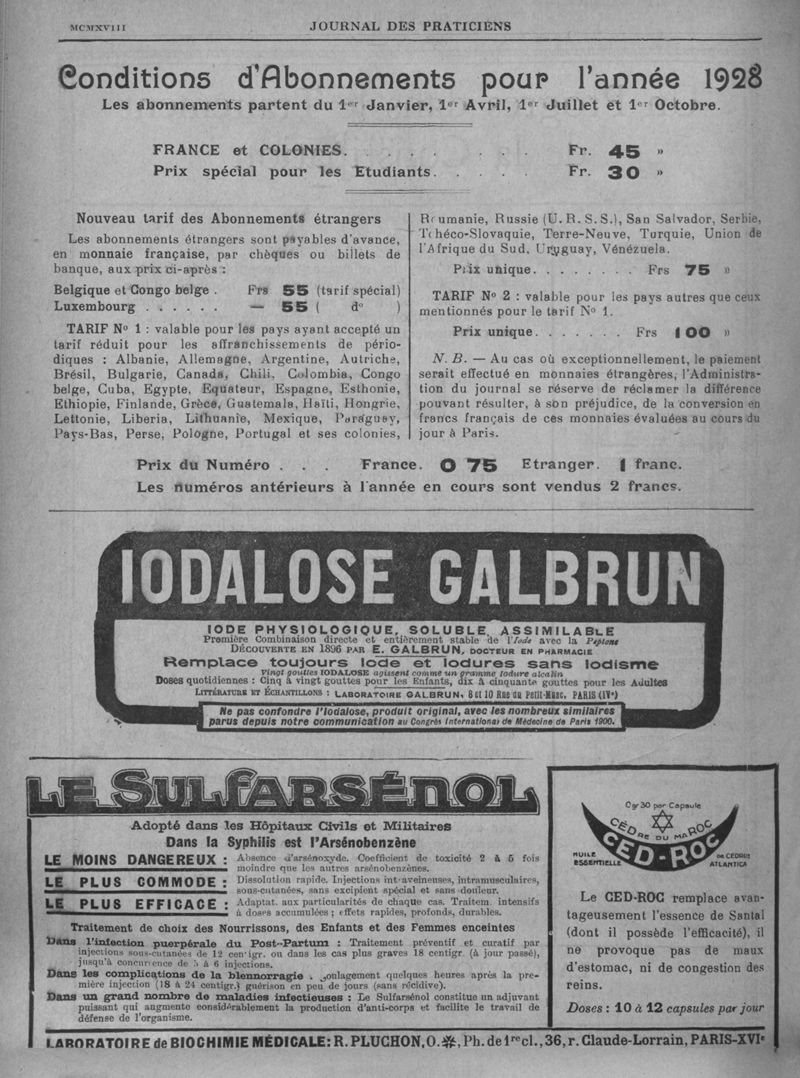 MCMXVIII
JOURNAL DES PRATICIENS
Conditions d'Abonnements pour l'année 1928
Les abonnements partent du 1er Janvier, 1er Avril, 1er Juillet et 1er Octobre.
FRANCE et COLONIES. . . . . . . . . Fr. 45 »
Prix spécial pour les Etudiants. . . . . Fr. 30 »
Nouveau tarif des Abonnements étrangers
Les abonnements étrangers sont payables d'avance,
en monnaie française, par chèques ou billets de
banque, aux prix ci-après :
Belgique et Congo belge . Frs 55 (tarif spécial)
Luxembourg . . . . . . — 55 ( do )
TARIF No 1 : valable pour les pays ayant accepté un
tarif réduit pour les affranchissements de pério-
diques : Albanie, Allemagne, Argentine, Autriche,
Brésil, Bulgarie, Canada, Chili, Colombia, Congo
belge, Cuba, Egypte, Equateur, Espagne, Esthonie,
Ethiopie, Finlande, Grèce, Guatemala, Haïti, Hongrie,
Lettonie, Liberia, Lithuanie, Mexique, Paraguay,
Pays-Bas, Perse, Pologne, Portugal et ses colonies,
Roumanie, Russie (U. R. S. S.), San Salvador, Serbie,
Tchéco-Slovaquie, Terre-Neuve, Turquie, Union de
l'Afrique du Sud, Uruguay, Vénézuela.
Prix unique. . . . . . . . Frs 75 »
TARIF No 2 : valable pour les pays autres que ceux
mentionnés pour le tarif No 1.
Prix unique. . . . . . . Frs 100 »
N. B. — Au cas où exceptionnellement, le paiement
serait effectué en monnaies étrangères, l'Administra-
tion du journal se réserve de réclamer la différence
pouvant résulter, à son préjudice, de la conversion en
francs français de ces monnaies évaluées au cours du
jour à Paris.
Prix du Numéro . . . France. 0 75 Etranger. 1 franc.
Les numéros antérieurs à l'année en cours sont vendus 2 francs.
IODALOSE GALBRUN
IODE PHYSIOLOGIQUE, SOLUBLE, ASSIMILABLE
Première Combinaison directe et entièrement stable de l'Iode avec la Peptone
DÉCOUVERTE EN 1896 PAR E. GALBRUN, DOCTEUR EN PHARMACIE
Remplace toujours Iode et Iodures sans Iodisme
Vingt gouttes IODALOSE agissent comme un gramme Iodure alcalin
Doses quotidiennes : Cinq à vingt gouttes pour les Enfants, dix à cinquante gouttes pour les Adultes
LITTÉRATURE ET ÉCHANTILLONS : LABORATOIRE GALBRUN, 8 et 10 Rue du Petit-Musc, PARIS (IVe)
Ne pas confondre l'Iodalose, produit original, avec les nombreux similaires
parus depuis notre communication au Congrès International de Médecine de Paris 1900.
LE SULFARSÉNOL
Adopté dans les Hôpitaux Civils et Militaires
Dans la Syphilis est l'Arsénobenzène
LE MOINS DANGEREUX : Absence d'arsénoxyde. Coefficient de toxicité 2 à 5 fois
moindre que les autres arsénobenzènes.
LE PLUS COMMODE : Dissolution rapide. Injections intraveineuses, intramusculaires,
sous-cutanées, sans excipient spécial et sans douleur.
LE PLUS EFFICACE : Adaptat. aux particularités de chaque cas. Traitem. intensifs
à doses accumulées ; effets rapides, profonds, durables.
Traitement de choix des Nourrissons, des Enfants et des Femmes enceintes
Dans l'infection puerpérale du Post-Partum : Traitement préventif et curatif par
injections sous-cutanées de 12 centigr. ou dans les cas plus graves 18 centigr. (à jour passé),
jusqu'à concurrence de 5 à 6 injections.
Dans les complications de la blennorragie : Soulagement quelques heures après la pre-
mière injection (18 à 24 centigr.) guérison en peu de jours (sans récidive).
Dans un grand nombre de maladies infectieuses : Le Sulfarsénol constitue un adjuvant
puissant qui augmente considérablement la production d'anti-corps et facilite le travail de
défense de l'organisme.
0 gr 30 par Capsule
CÉDRE DU MAROC
CED-ROC
HUILE ESSENTIELLE
DE CEDRUS ATLANTICA
Le CED-ROC remplace avan-
tageusement l'essence de Santal
(dont il possède l'efficacité), il
ne provoque pas de maux
d'estomac, ni de congestion des
reins.
Doses : 10 à 12 capsules par jour
LABORATOIRE de BIOCHIMIE MÉDICALE : R. PLUCHON, O. ✠, Ph. de 1re cl., 36, r. Claude-Lorrain, PARIS-XVIe